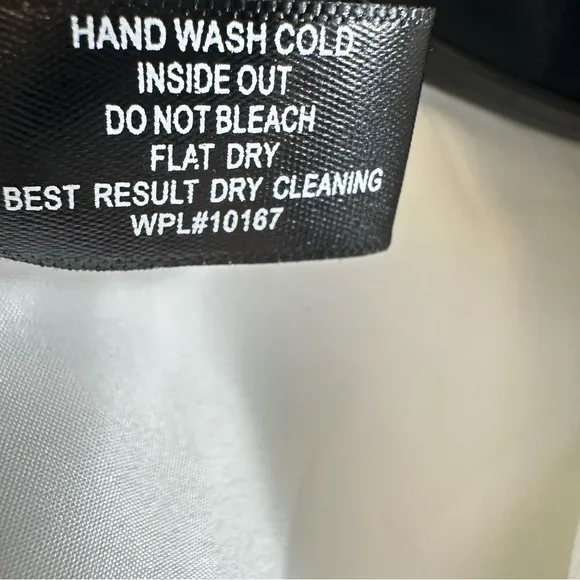 HAND WASH COLD
INSIDE OUT
DO NOT BLEACH
FLAT DRY
BEST RESULT DRY CLEANING
WPL#10167